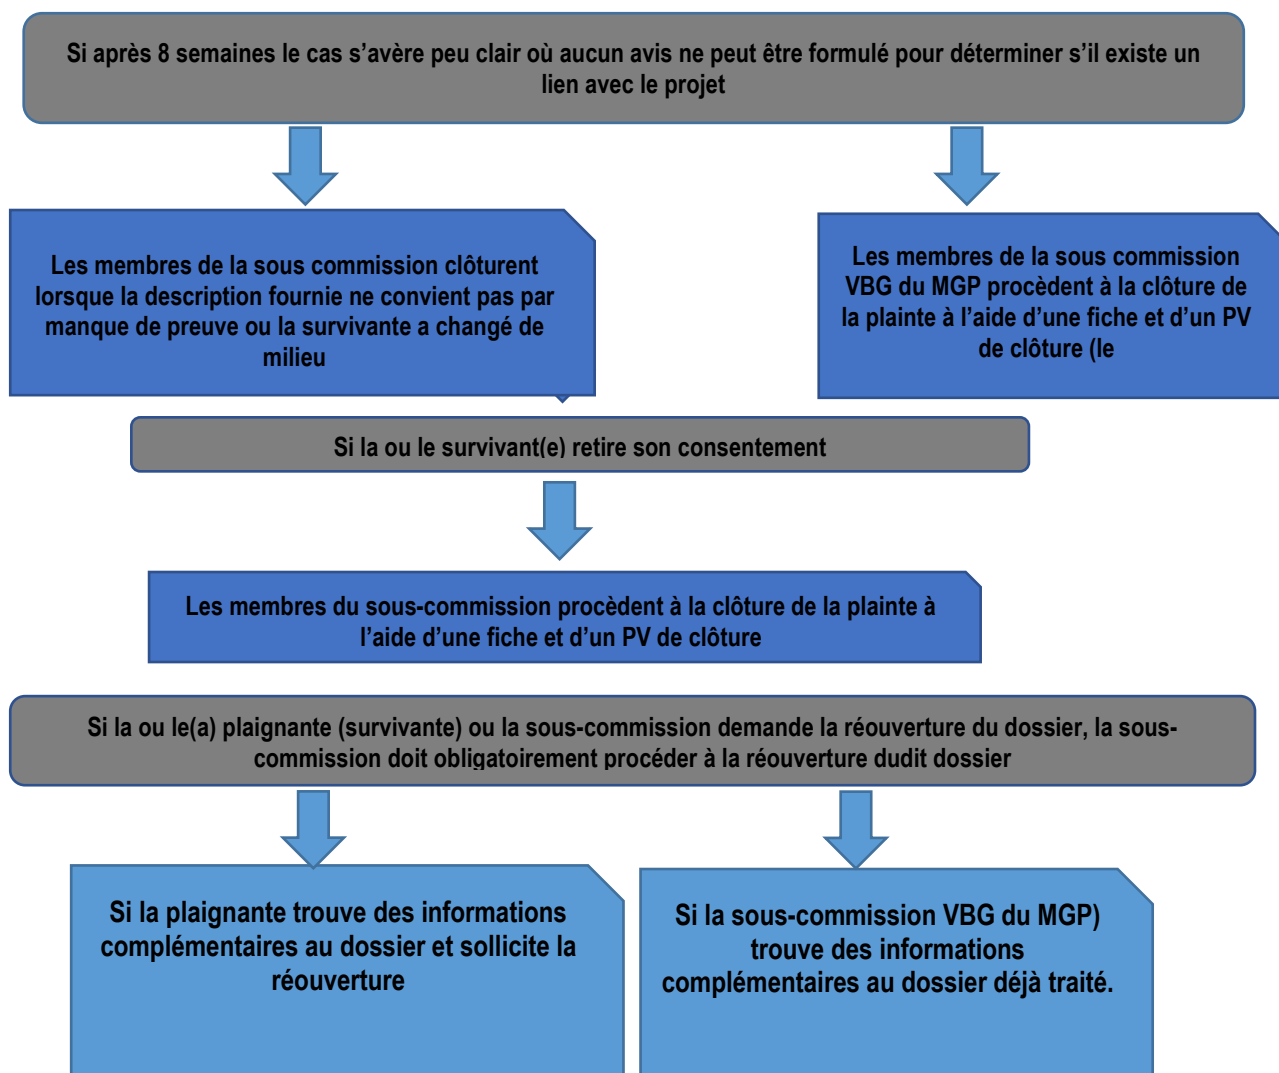 Si après 8 semaines le cas s’avère peu clair où aucun avis ne peut être formulé pour déterminer s’il existe un
lien avec le projet
Les membres de la sous commission clôturent
lorsque la description fournie ne convient pas par
manque de preuve ou la survivante a changé de
milieu
Les membres de la sous commission
VBG du MGP procèdent à la clôture de
la plainte à l’aide d’une fiche et d’un PV
de clôture (le
Si la ou le survivant(e) retire son consentement
Les membres du sous-commission procèdent à la clôture de la plainte à
l’aide d’une fiche et d’un PV de clôture
Si la ou le(a) plaignante (survivante) ou la sous-commission demande la réouverture du dossier, la sous-
commission doit obligatoirement procéder à la réouverture dudit dossier
Si la plaignante trouve des informations
complémentaires au dossier et sollicite la
réouverture
Si la sous-commission VBG du MGP)
trouve des informations
complémentaires au dossier déjà traité.